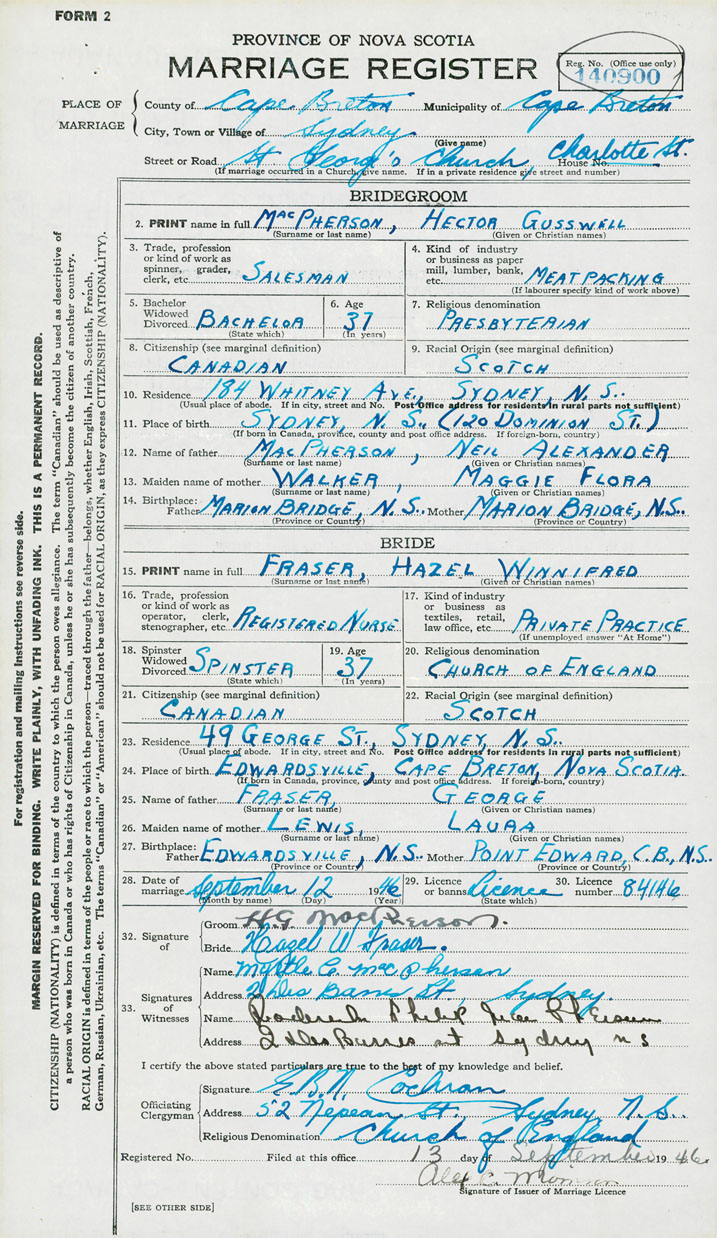 FORM 2
PROVINCE OF NOVA SCOTIA
MARRIAGE REGISTER
Reg. No. (Office use only)
140900
PLACE OF MARRIAGE
County of Cape Breton Municipality of Cape Breton
City, Town or Village of Sydney
(Give name)
Street or Road St George's Church, Charlotte St.
House No.
(If marriage occurred in a Church, give name. If in a private residence give street and number)
BRIDEGROOM
2. PRINT name in full MacPherson, Hector Gusswell
(Surname or last name) (Given or Christian names)
3. Trade, profession or kind of work as spinner, grader, clerk, etc. Salesman
4. Kind of industry or business as paper mill, lumber, bank, etc. Meat Packing
(If labourer specify kind of work above)
5. Bachelor Widowed Divorced Bachelor
(State which)
6. Age 37
(In years)
7. Religious denomination
Presbyterian
8. Citizenship (see marginal definition)
Canadian
9. Racial Origin (see marginal definition)
Scotch
10. Residence 184 Whitney Ave., Sydney, N. S.
(Usual place of abode. If in city, street and No. Post Office address for residents in rural parts not sufficient)
11. Place of birth Sydney, N. S., (120 Dominion St.)
(If born in Canada, province, county and post office address. If foreign-born, country)
12. Name of father MacPherson, Neil Alexander
(Surname or last name) (Given or Christian names)
13. Maiden name of mother Walker, Maggie Flora
(Surname or last name) (Given or Christian names)
14. Birthplace:
Father Marion Bridge, N.S.. Mother Marion Bridge, N.S..
(Province or Country) (Province or Country)
BRIDE
15. PRINT name in full Fraser, Hazel Winnifred
(Surname or last name) (Given or Christian names)
16. Trade, profession or kind of work as operator, clerk, stenographer, etc. Registered Nurse
17. Kind of industry or business as textiles, retail, law office, etc. Private Practice
(If unemployed answer "At Home")
18. Spinster Widowed Divorced Spinster
(State which)
19. Age 37
(In years)
20. Religious denomination
Church of England
21. Citizenship (see marginal definition)
Canadian
22. Racial Origin (see marginal definition)
Scotch
23. Residence 49 George St., Sydney, N. S.
(Usual place of abode. If in city, street and No. Post Office address for residents in rural parts not sufficient)
24. Place of birth Edwardsville, Cape Breton, Nova Scotia.
(If born in Canada, province, county and post office address. If foreign-born, country)
25. Name of father Fraser, George
(Surname or last name) (Given or Christian names)
26. Maiden name of mother Lewis, Laura
(Surname or last name) (Given or Christian names)
27. Birthplace:
Father Edwardsville, N.S. Mother Point Edward, C.B., N.S.
(Province or Country) (Province or Country)
28. Date of marriage September 12 1946
(Month by name) (Day) (Year)
29. Licence or banns Licence
(State which)
30. Licence number 84146
32. Signature of
Groom H.G MacPherson.
Bride Hazel W Fraser.
33. Signatures of Witnesses
Name Myrtle C. MacPherson
Address 2 Des Barres St, Sydney.
Name Roderick Philip MacPherson
Address 2 Des Barres st Sydney N S
I certify the above stated particulars are true to the best of my knowledge and belief.
Officiating Clergyman
Signature E.B.N. Cochran
Address 52 Nepean St., Sydney, N.S..
Religious Denomination Church of England
Registered No. Filed at this office 13 day of September 1946.
Alex C.
Signature of Issuer of Marriage Licence
[SEE OTHER SIDE]
For registration and mailing instructions see reverse side.
MARGIN RESERVED FOR BINDING. WRITE PLAINLY, WITH UNFADING INK. THIS IS A PERMANENT RECORD.
CITIZENSHIP (NATIONALITY) is defined in terms of the country to which the person owes allegiance. The term "Canadian" should be used as descriptive of
a person who was born in Canada or who has rights of Citizenship in Canada, unless he or she has subsequently become the citizen of another country.
RACIAL ORIGIN is defined in terms of the people or race to which the person—traced through the father—belongs, whether English, Irish, Scottish, French,
German, Russian, Ukrainian, etc. The terms "Canadian" or "American" should not be used for RACIAL ORIGIN, as they express CITIZENSHIP (NATIONALITY).